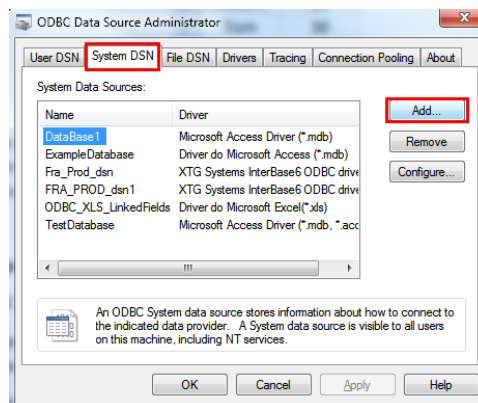 ODBC Data Source Administrator
User DSN System DSN File DSN Drivers Tracing Connection Pooling About
System Data Sources:
Name Driver
DataBase1 Microsoft Access Driver (*.mdb)
ExampleDatabase Driver do Microsoft Access (*.mdb)
Fra_Prod_dsn XTG Systems InterBase6 ODBC drive
FRA_PROD_dsn1 XTG Systems InterBase6 ODBC drive
ODBC_XLS_LinkedFields Driver do Microsoft Excel(*.xls)
TestDatabase Microsoft Access Driver (*.mdb, *.acc
Add...
Remove
Configure...
An ODBC System data source stores information about how to connect to
the indicated data provider. A System data source is visible to all users
on this machine, including NT services.
OK Cancel Apply Help